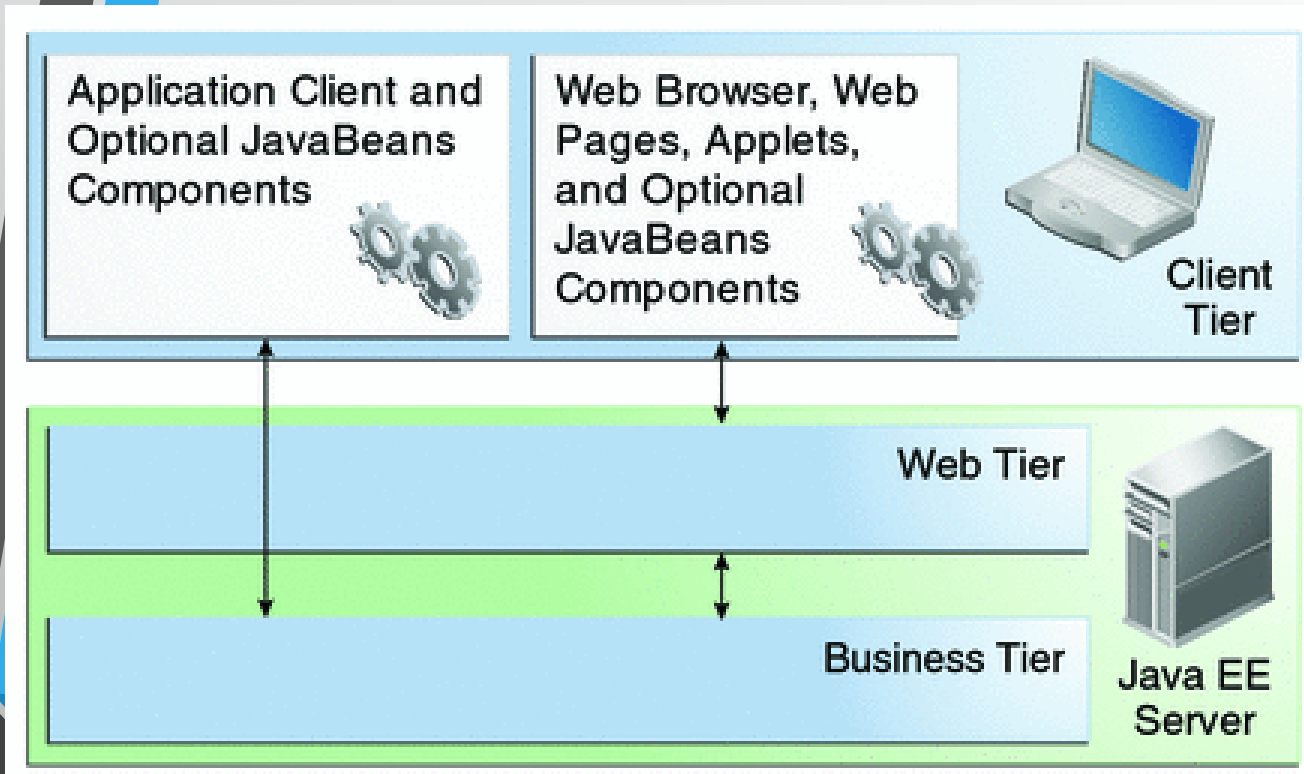 Application Client and
Optional JavaBeans
Components
Web Browser, Web
Pages, Applets,
and Optional
JavaBeans
Components
Client
Tier
Web Tier
Business Tier
Java EE
Server